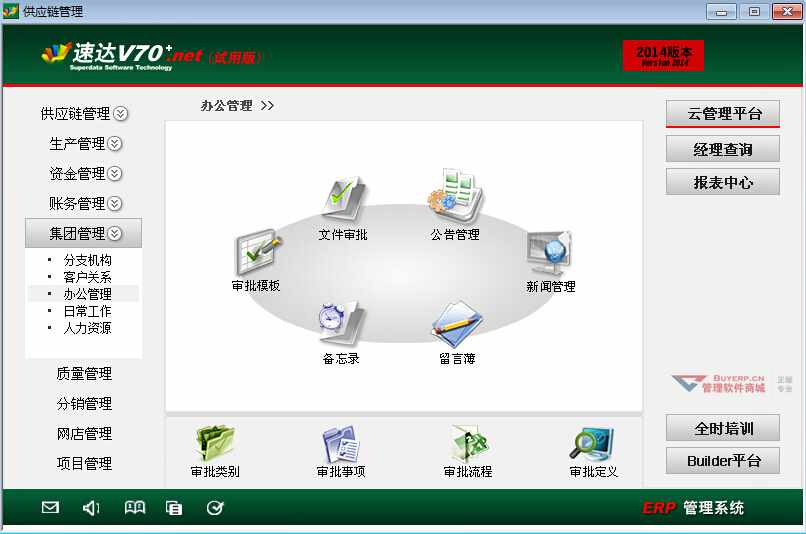 供应链管理
速达V70+.net (试用版)
Superdata Software Technology
2014版本
Version 2014
供应链管理
生产管理
资金管理
账务管理
集团管理
分支机构
客户关系
办公管理
日常工作
人力资源
质量管理
分销管理
网店管理
项目管理
办公管理 >>
文件审批
公告管理
审批模板
新闻管理
备忘录
留言薄
审批类别
审批事项
审批流程
审批定义
云管理平台
经理查询
报表中心
BUYERP.CN
管理软件商城
正版
专业
全时培训
Builder平台
ERP 管理系统